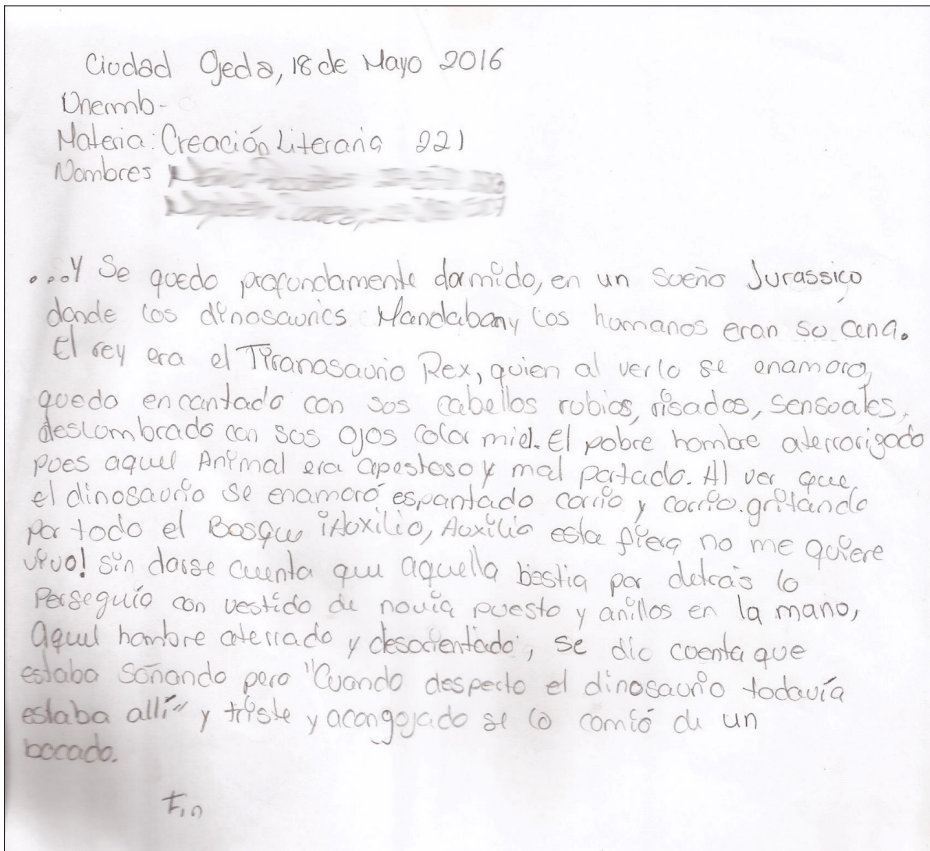 Ciudad Ojeda, 18 de Mayo 2016
Unermb-
Materia: Creación Literaria 221
Nombres
...Y Se quedo profundamente dormido, en un sueño Jurassico
donde los dinosaurios Mandaban y los humanos eran su cena.
El rey era el Tiranosaurio Rex, quien al verlo se enamoro,
quedo encantado con sus cabellos rubios, risados, sensuales,
deslumbrado con sus ojos color miel. El pobre hombre aterrorizado
pues aquel Animal era apestoso y mal portado. Al ver que
el dinosaurio se enamoró espantado corrio y corrio. gritando
por todo el Bosque ¡Auxilio, Auxilio esta fiera no me quiere
vivo! sin darse cuenta que aquella bestia por detrás lo
Perseguío con vestido de novia puesto y anillos en la mano,
aquel hombre aterrado y desorientado, se dio cuenta que
estaba soñando pero "Cuando desperto el dinosaurio todavía
estaba allí" y triste y acongojado se lo comió de un
bocado.
Fin